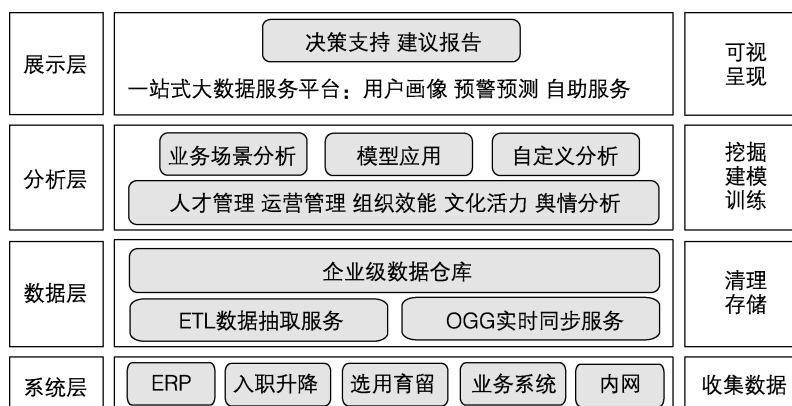 决策支持 建议报告
展示层
一站式大数据服务平台：用户画像 预警预测 自助服务
可视
呈现
业务场景分析
模型应用
自定义分析
分析层
人才管理 运营管理 组织效能 文化活力 舆情分析
挖掘
建模
训练
企业级数据仓库
数据层
ETL数据抽取服务
OGG实时同步服务
清理
存储
系统层
ERP
入职升降
选用育留
业务系统
内网
收集数据